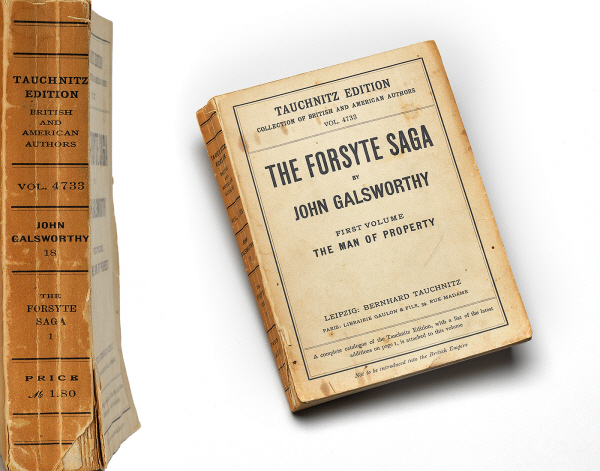 TAUCHNITZ
EDITION
BRITISH
AND
AMERICAN
AUTHORS
VOL. 4733
JOHN
GALSWORTHY
18
THE
FORSYTE
SAGA
1
PRICE
ℳ 1.80
TAUCHNITZ EDITION
COLLECTION OF BRITISH AND AMERICAN AUTHORS
VOL. 4733
THE FORSYTE SAGA
BY
JOHN GALSWORTHY
FIRST VOLUME
THE MAN OF PROPERTY
LEIPZIG: BERNHARD TAUCHNITZ
PARIS: LIBRAIRIE GAULON & FILS, 39 RUE MADAME
A complete catalogue of the Tauchnitz Edition, with a list of the latest
additions on page 1, is attached to this volume
Not to be introduced into the British Empire